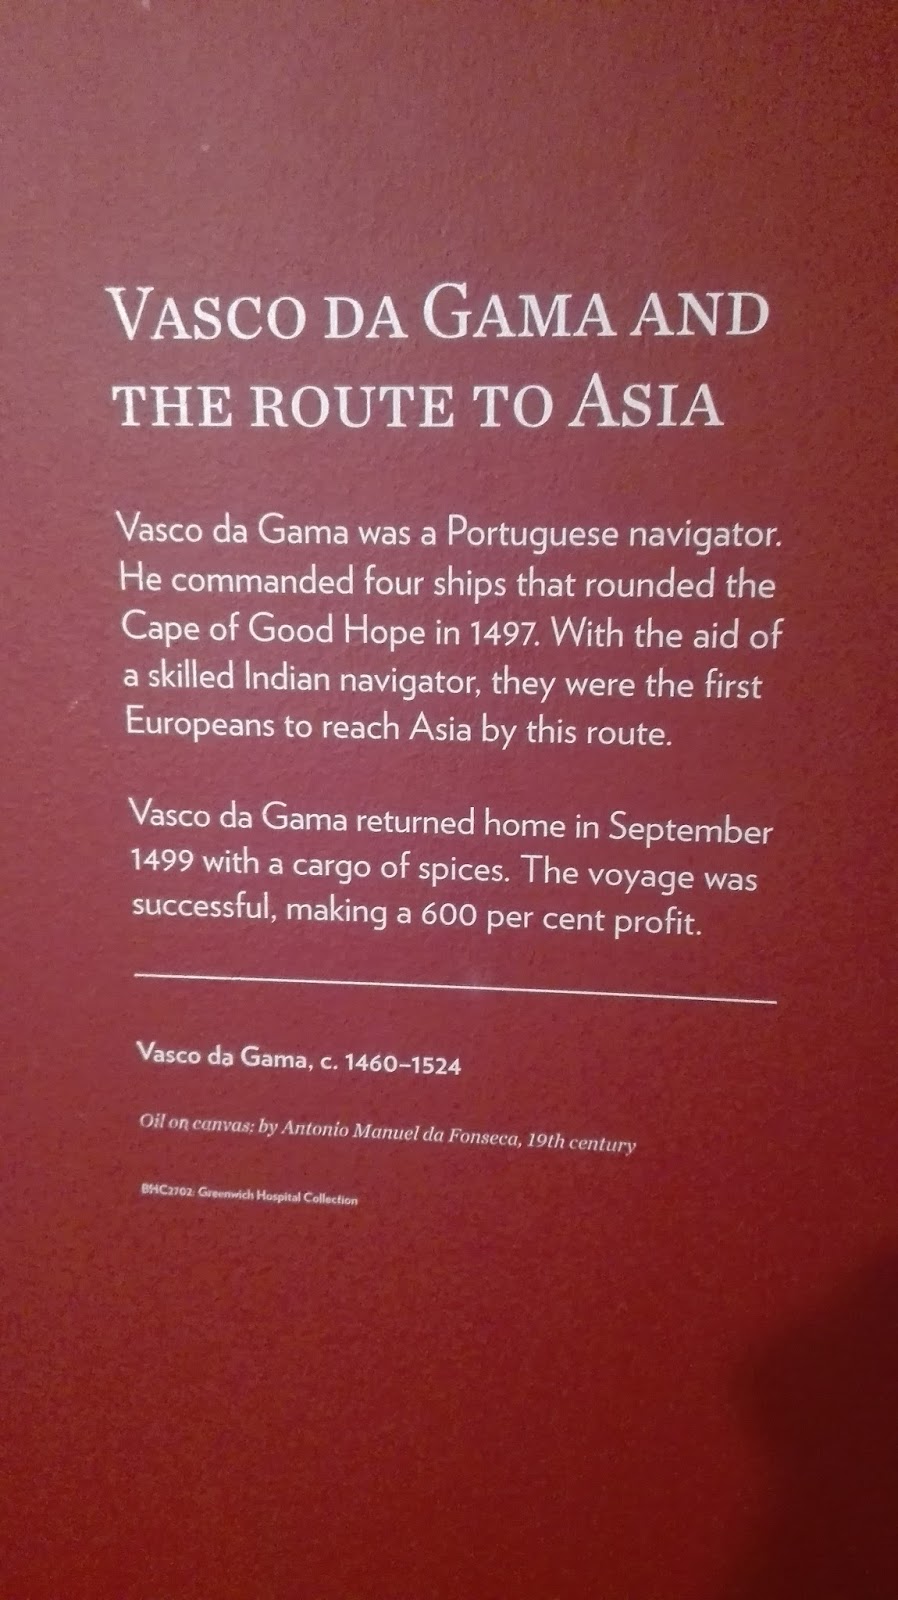 Vasco da Gama and
the route to Asia
Vasco da Gama was a Portuguese navigator.
He commanded four ships that rounded the
Cape of Good Hope in 1497. With the aid of
a skilled Indian navigator, they were the first
Europeans to reach Asia by this route.
Vasco da Gama returned home in September
1499 with a cargo of spices. The voyage was
successful, making a 600 per cent profit.
Vasco da Gama, c. 1460–1524
Oil on canvas; by Antonio Manuel da Fonseca, 19th century
BHC2702: Greenwich Hospital Collection